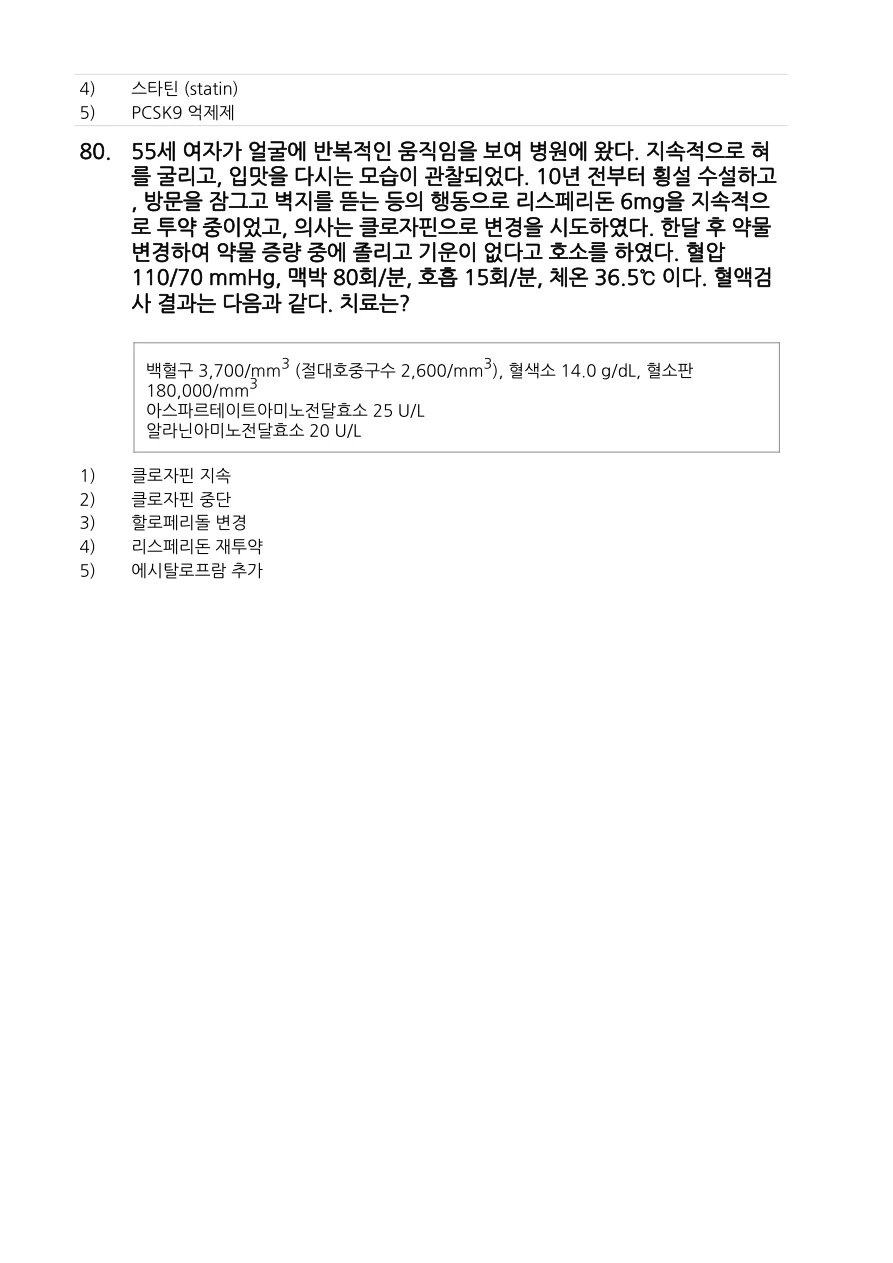 4) 스타틴 (statin)
5) PCSK9 억제제
80. 55세 여자가 얼굴에 반복적인 움직임을 보여 병원에 왔다. 지속적으로 혀
를 굴리고, 입맛을 다시는 모습이 관찰되었다. 10년 전부터 횡설 수설하고
, 방문을 잠그고 벽지를 뜯는 등의 행동으로 리스페리돈 6mg을 지속적으
로 투약 중이었고, 의사는 클로자핀으로 변경을 시도하였다. 한달 후 약물
변경하여 약물 증량 중에 졸리고 기운이 없다고 호소를 하였다. 혈압
110/70 mmHg, 맥박 80회/분, 호흡 15회/분, 체온 36.5℃ 이다. 혈액검
사 결과는 다음과 같다. 치료는?
백혈구 3,700/mm³ (절대호중구수 2,600/mm³), 혈색소 14.0 g/dL, 혈소판
180,000/mm³
아스파르테이트아미노전달효소 25 U/L
알라닌아미노전달효소 20 U/L
1) 클로자핀 지속
2) 클로자핀 중단
3) 할로페리돌 변경
4) 리스페리돈 재투약
5) 에시탈로프람 추가